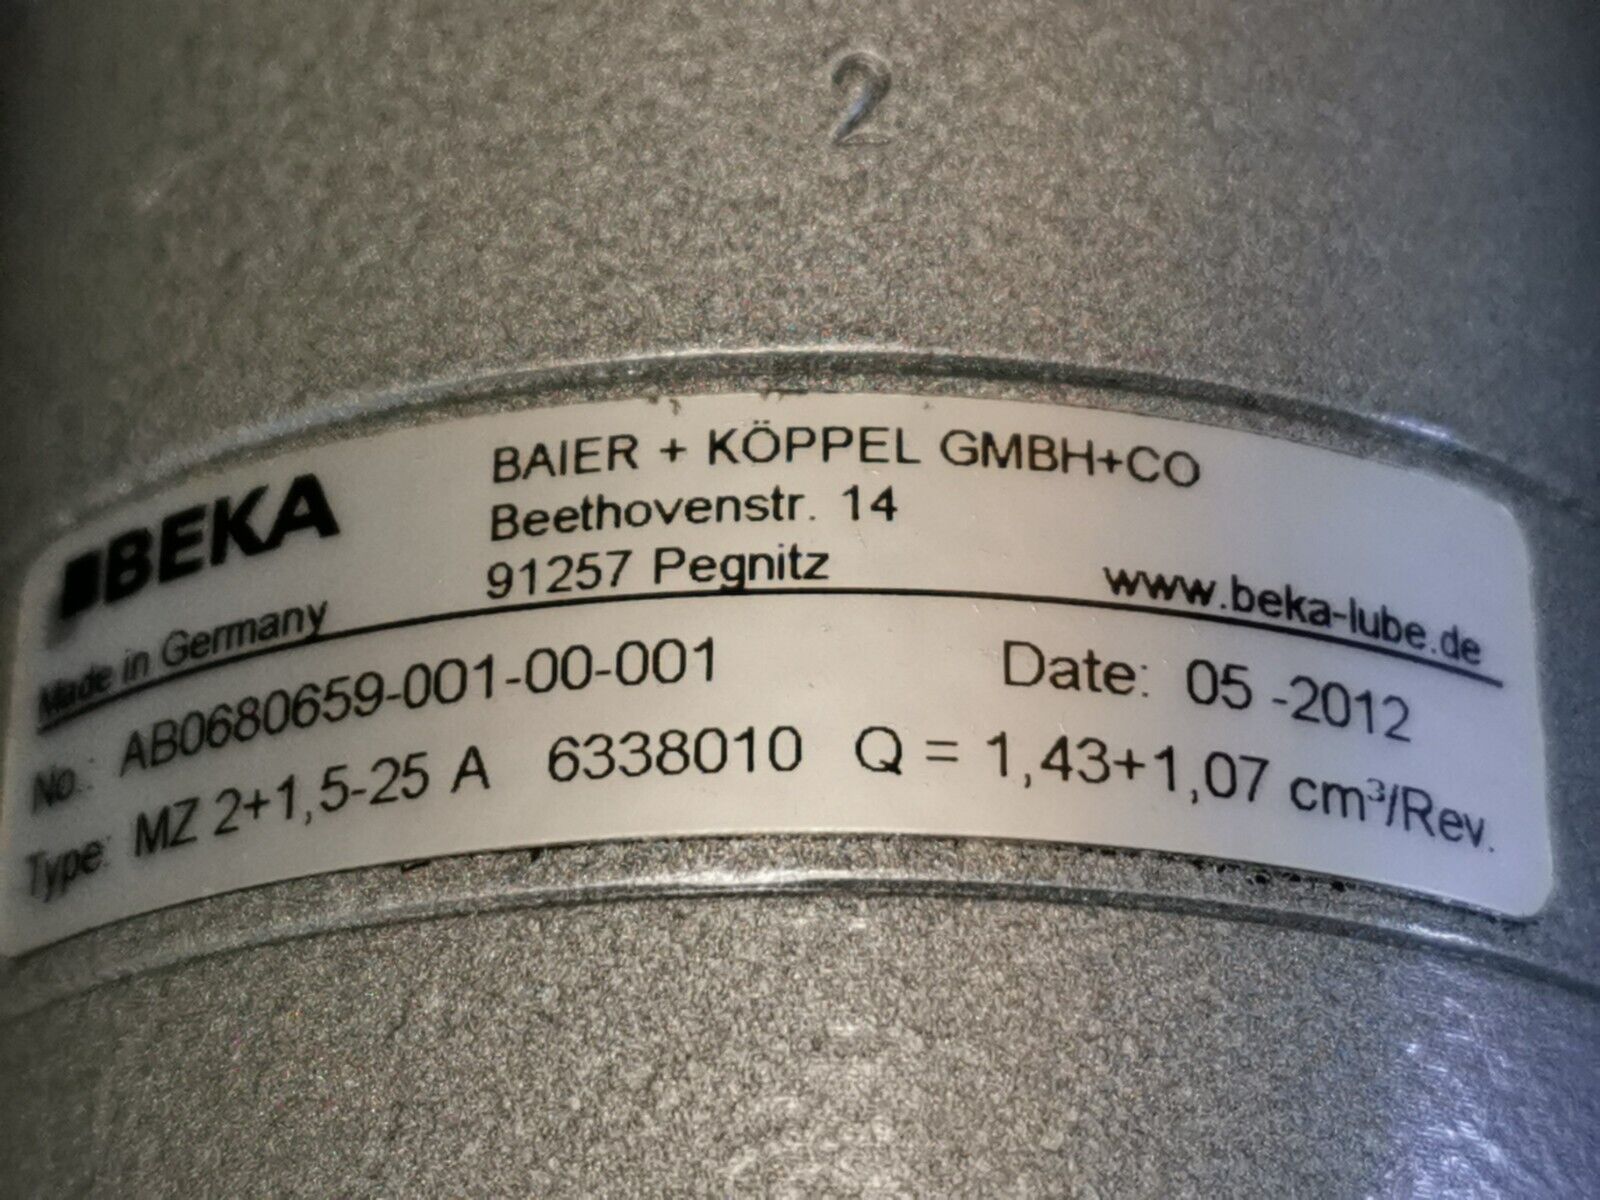 2
BEKA
BAIER + KÖPPEL GMBH+CO
Beethovenstr. 14
91257 Pegnitz
Made in Germany
www.beka-lube.de
No.: AB0680659-001-00-001 Date: 05 -2012
Type: MZ 2+1,5-25 A 6338010 Q = 1,43+1,07 cm³/Rev.